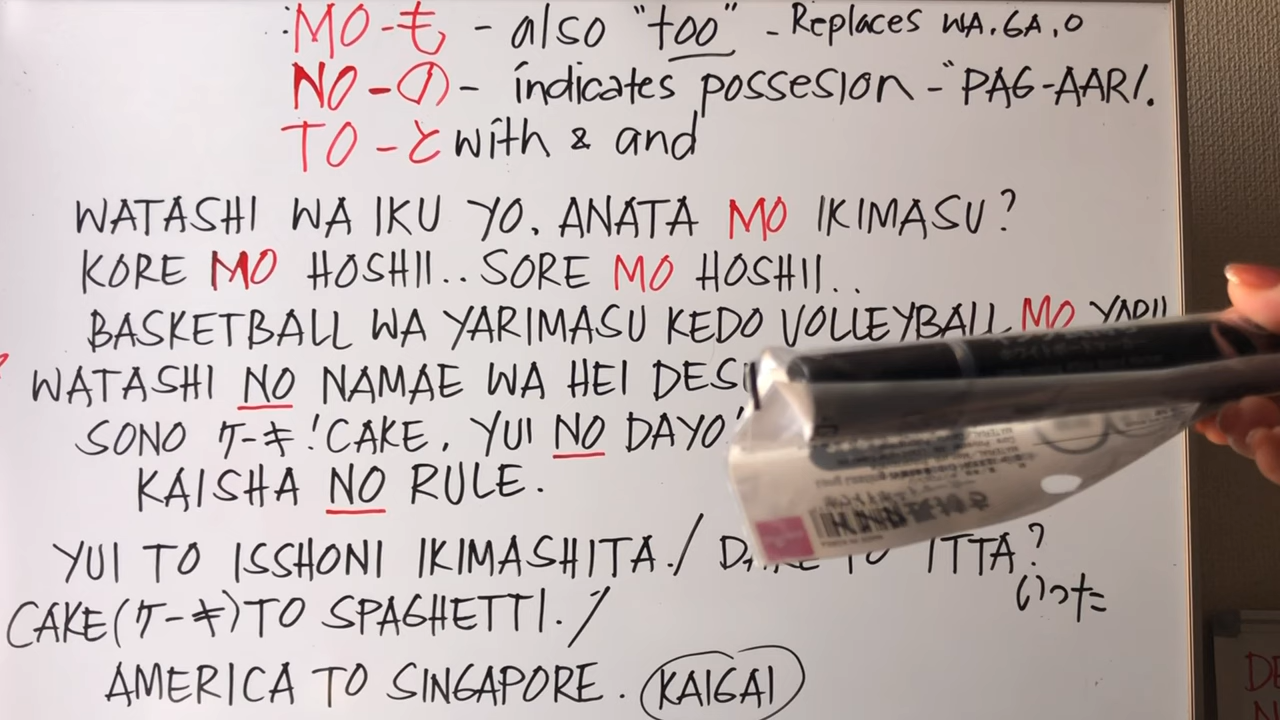 MO-も - also "too" - Replaces WA.GA.O
NO-の - indicates possesion - "PAG-AARI.
TO-と with & and
WATASHI WA IKU YO. ANATA MO IKIMASU?
KORE MO HOSHII.. SORE MO HOSHII..
BASKETBALL WA YARIMASU KEDO VOLLEYBALL MO
WATASHI NO NAMAE WA HEI
SONO ケーキ! CAKE. YUI NO DAYO
KAISHA NO RULE.
YUI TO ISSHONI IKIMASHITA./ TO ITTA?
いった
CAKE(ケーキ)TO SPAGHETTI./
AMERICA TO SINGAPORE. KAIGAI